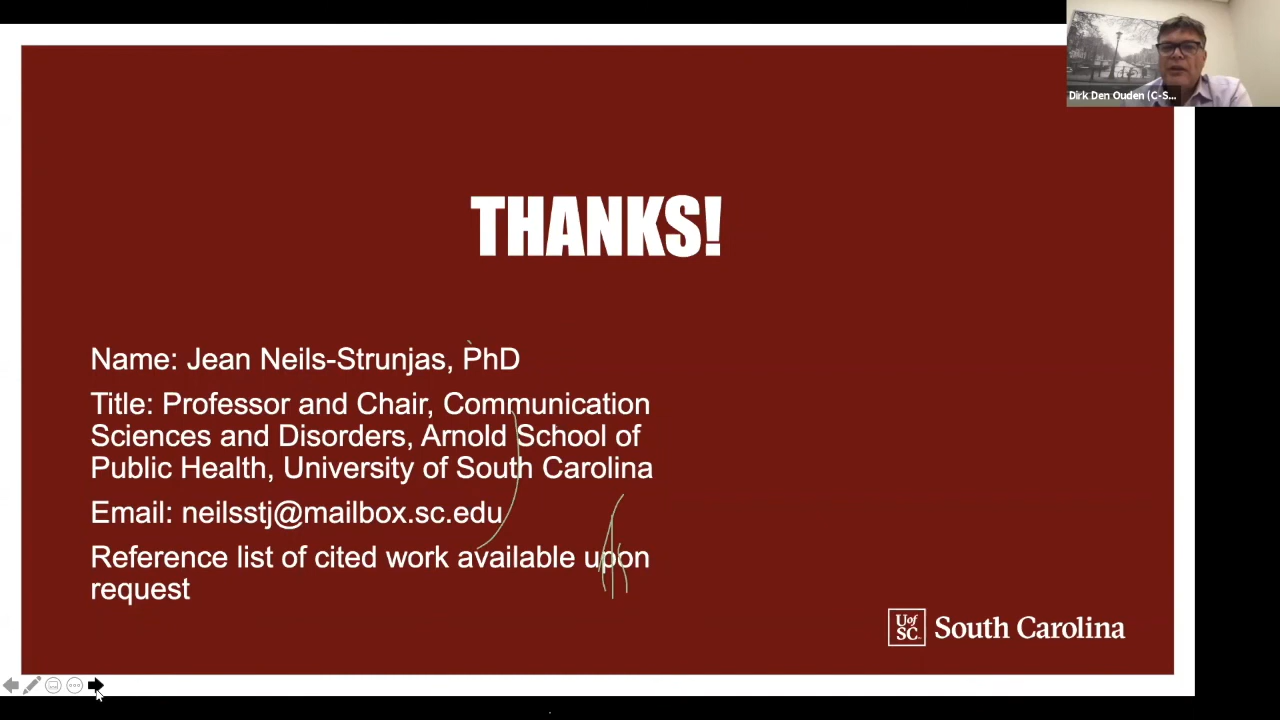 Dirk Den Ouden (C-S...
THANKS!
Name: Jean Neils-Strunjas, PhD
Title: Professor and Chair, Communication
Sciences and Disorders, Arnold School of
Public Health, University of South Carolina
Email: neilsstj@mailbox.sc.edu
Reference list of cited work available upon
request
UofSC South Carolina